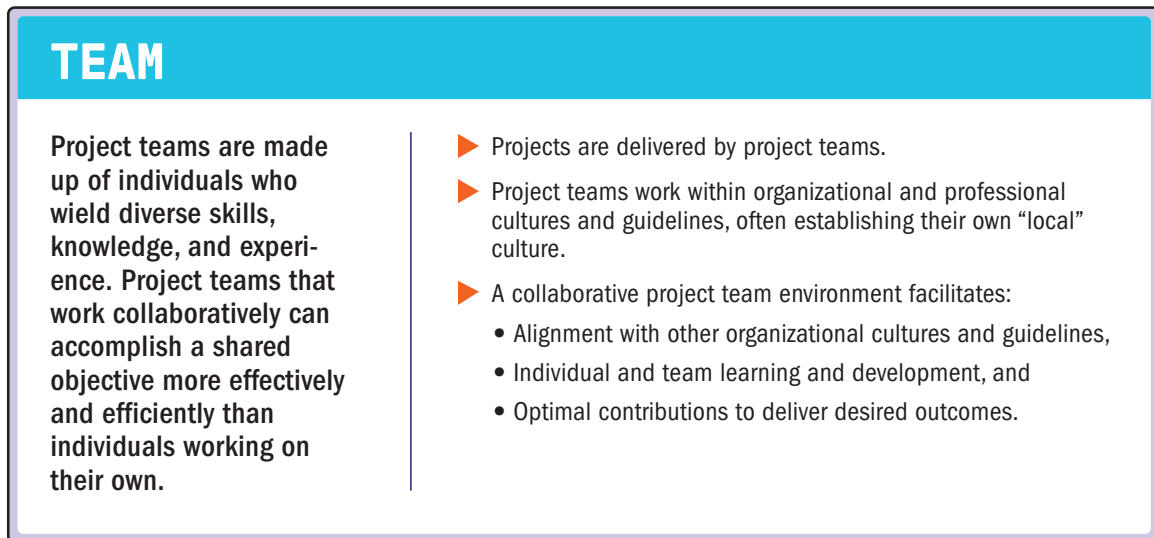 TEAM
Project teams are made
up of individuals who
wield diverse skills,
knowledge, and experi-
ence. Project teams that
work collaboratively can
accomplish a shared
objective more effectively
and efficiently than
individuals working on
their own.
Projects are delivered by project teams.
Project teams work within organizational and professional
cultures and guidelines, often establishing their own “local”
culture.
A collaborative project team environment facilitates:
• Alignment with other organizational cultures and guidelines,
• Individual and team learning and development, and
• Optimal contributions to deliver desired outcomes.